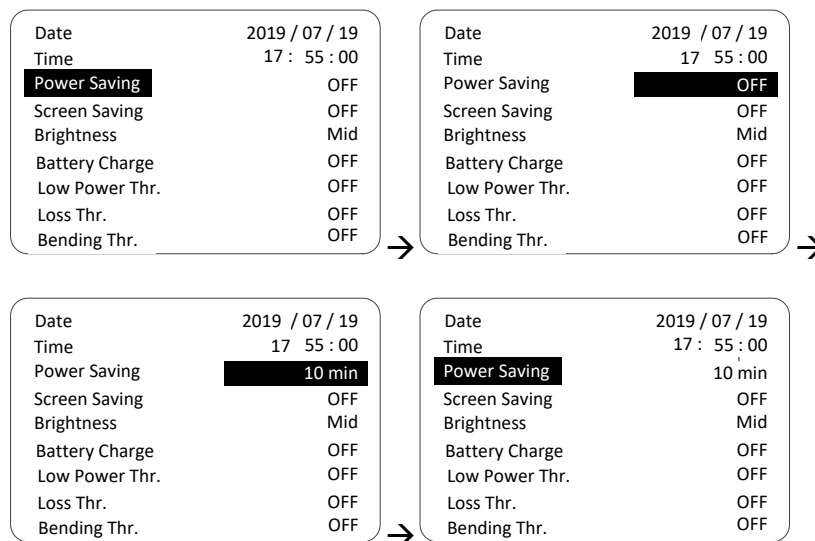 Date 2019 / 07 / 19
Time 17 : 55 : 00
Power Saving OFF
Screen Saving OFF
Brightness Mid
Battery Charge OFF
Low Power Thr. OFF
Loss Thr. OFF
Bending Thr. OFF
→
Date 2019 / 07 / 19
Time 17 55 : 00
Power Saving OFF
Screen Saving OFF
Brightness Mid
Battery Charge OFF
Low Power Thr. OFF
Loss Thr. OFF
Bending Thr. OFF
→
Date 2019 / 07 / 19
Time 17 55 : 00
Power Saving 10 min
Screen Saving OFF
Brightness Mid
Battery Charge OFF
Low Power Thr. OFF
Loss Thr. OFF
Bending Thr. OFF
→
Date 2019 / 07 / 19
Time 17 : 55 : 00
Power Saving 10 min
Screen Saving OFF
Brightness Mid
Battery Charge OFF
Low Power Thr. OFF
Loss Thr. OFF
Bending Thr. OFF